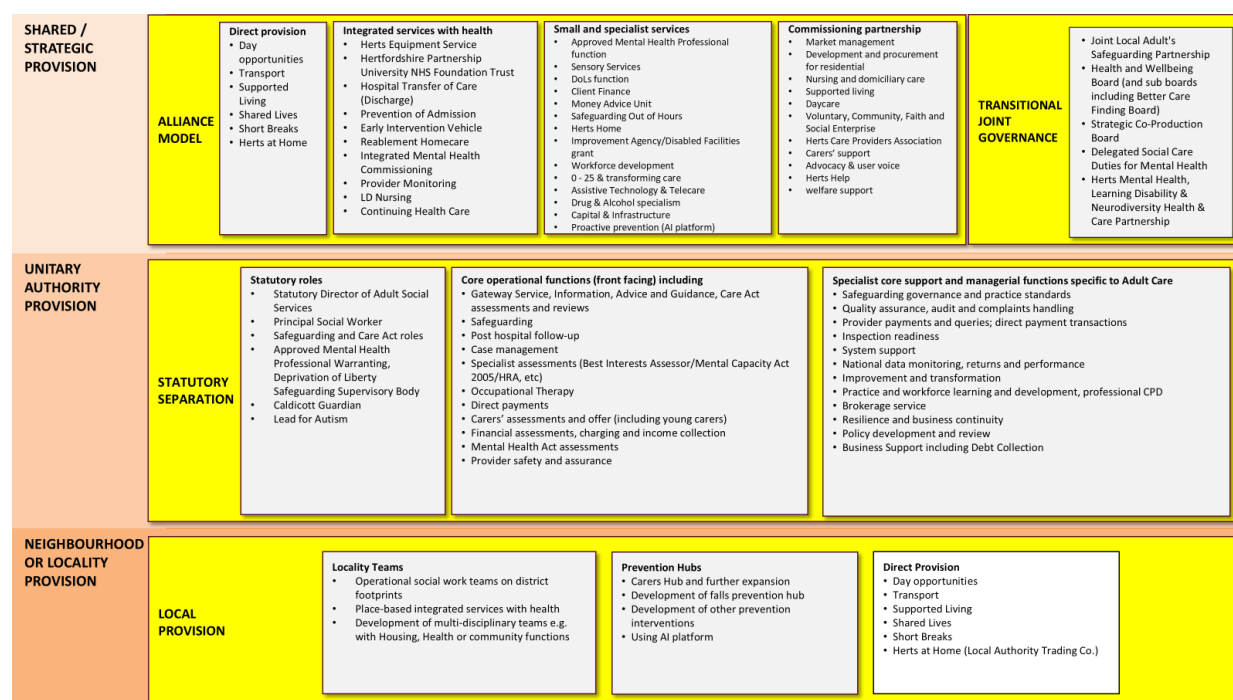 SHARED /
STRATEGIC
PROVISION
ALLIANCE
MODEL
Direct provision
• Day
opportunities
• Transport
• Supported
Living
• Shared Lives
• Short Breaks
• Herts at Home
Integrated services with health
• Herts Equipment Service
• Hertfordshire Partnership
University NHS Foundation Trust
• Hospital Transfer of Care
(Discharge)
• Prevention of Admission
• Early Intervention Vehicle
• Reablement Homecare
• Integrated Mental Health
Commissioning
• Provider Monitoring
• LD Nursing
• Continuing Health Care
Small and specialist services
• Approved Mental Health Professional
function
• Sensory Services
• DoLs function
• Client Finance
• Money Advice Unit
• Safeguarding Out of Hours
• Herts Home
• Improvement Agency/Disabled Facilities
grant
• Workforce development
• 0 - 25 & transforming care
• Assistive Technology & Telecare
• Drug & Alcohol specialism
• Capital & Infrastructure
• Proactive prevention (AI platform)
Commissioning partnership
• Market management
• Development and procurement
for residential
• Nursing and domiciliary care
• Supported living
• Daycare
• Voluntary, Community, Faith and
Social Enterprise
• Herts Care Providers Association
• Carers' support
• Advocacy & user voice
• Herts Help
• welfare support
TRANSITIONAL
JOINT
GOVERNANCE
• Joint Local Adult's
Safeguarding Partnership
• Health and Wellbeing
Board (and sub boards
including Better Care
Finding Board)
• Strategic Co-Production
Board
• Delegated Social Care
Duties for Mental Health
• Herts Mental Health,
Learning Disability &
Neurodiversity Health &
Care Partnership
UNITARY
AUTHORITY
PROVISION
STATUTORY
SEPARATION
Statutory roles
• Statutory Director of Adult Social
Services
• Principal Social Worker
• Safeguarding and Care Act roles
• Approved Mental Health
Professional Warranting,
Deprivation of Liberty
Safeguarding Supervisory Body
• Caldicott Guardian
• Lead for Autism
Core operational functions (front facing) including
• Gateway Service, Information, Advice and Guidance, Care Act
assessments and reviews
• Safeguarding
• Post hospital follow-up
• Case management
• Specialist assessments (Best Interests Assessor/Mental Capacity Act
2005/HRA, etc)
• Occupational Therapy
• Direct payments
• Carers' assessments and offer (including young carers)
• Financial assessments, charging and income collection
• Mental Health Act assessments
• Provider safety and assurance
Specialist core support and managerial functions specific to Adult Care
• Safeguarding governance and practice standards
• Quality assurance, audit and complaints handling
• Provider payments and queries; direct payment transactions
• Inspection readiness
• System support
• National data monitoring, returns and performance
• Improvement and transformation
• Practice and workforce learning and development, professional CPD
• Brokerage service
• Resilience and business continuity
• Policy development and review
• Business Support including Debt Collection
NEIGHBOURHOOD
OR LOCALITY
PROVISION
LOCAL
PROVISION
Locality Teams
• Operational social work teams on district
footprints
• Place-based integrated services with health
• Development of multi-disciplinary teams e.g.
with Housing, Health or community functions
Prevention Hubs
• Carers Hub and further expansion
• Development of falls prevention hub
• Development of other prevention
interventions
• Using AI platform
Direct Provision
• Day opportunities
• Transport
• Supported Living
• Shared Lives
• Short Breaks
• Herts at Home (Local Authority Trading Co.)